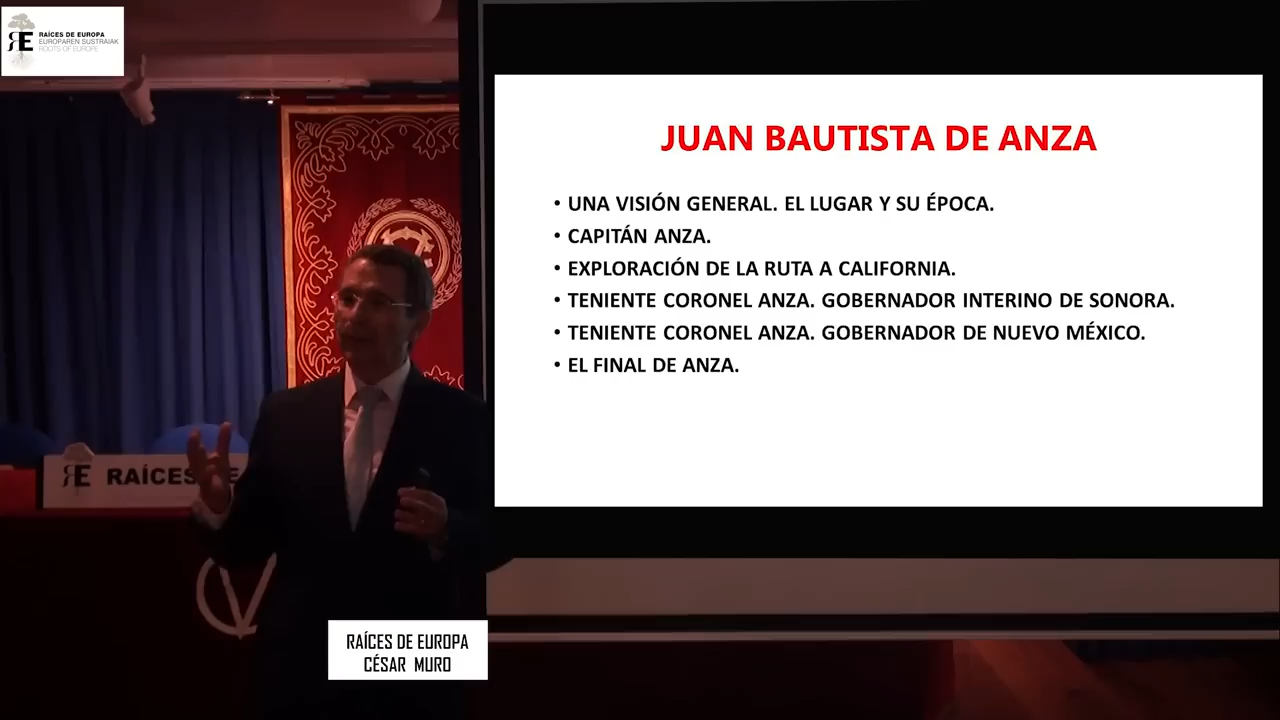 RAÍCES DE EUROPA
EUROPAREN SUSTRAIAK
ROOTS OF EUROPE
JUAN BAUTISTA DE ANZA
• UNA VISIÓN GENERAL. EL LUGAR Y SU ÉPOCA.
• CAPITÁN ANZA.
• EXPLORACIÓN DE LA RUTA A CALIFORNIA.
• TENIENTE CORONEL ANZA. GOBERNADOR INTERINO DE SONORA.
• TENIENTE CORONEL ANZA. GOBERNADOR DE NUEVO MÉXICO.
• EL FINAL DE ANZA.
RAÍCES
RAÍCES DE EUROPA
CÉSAR MURO